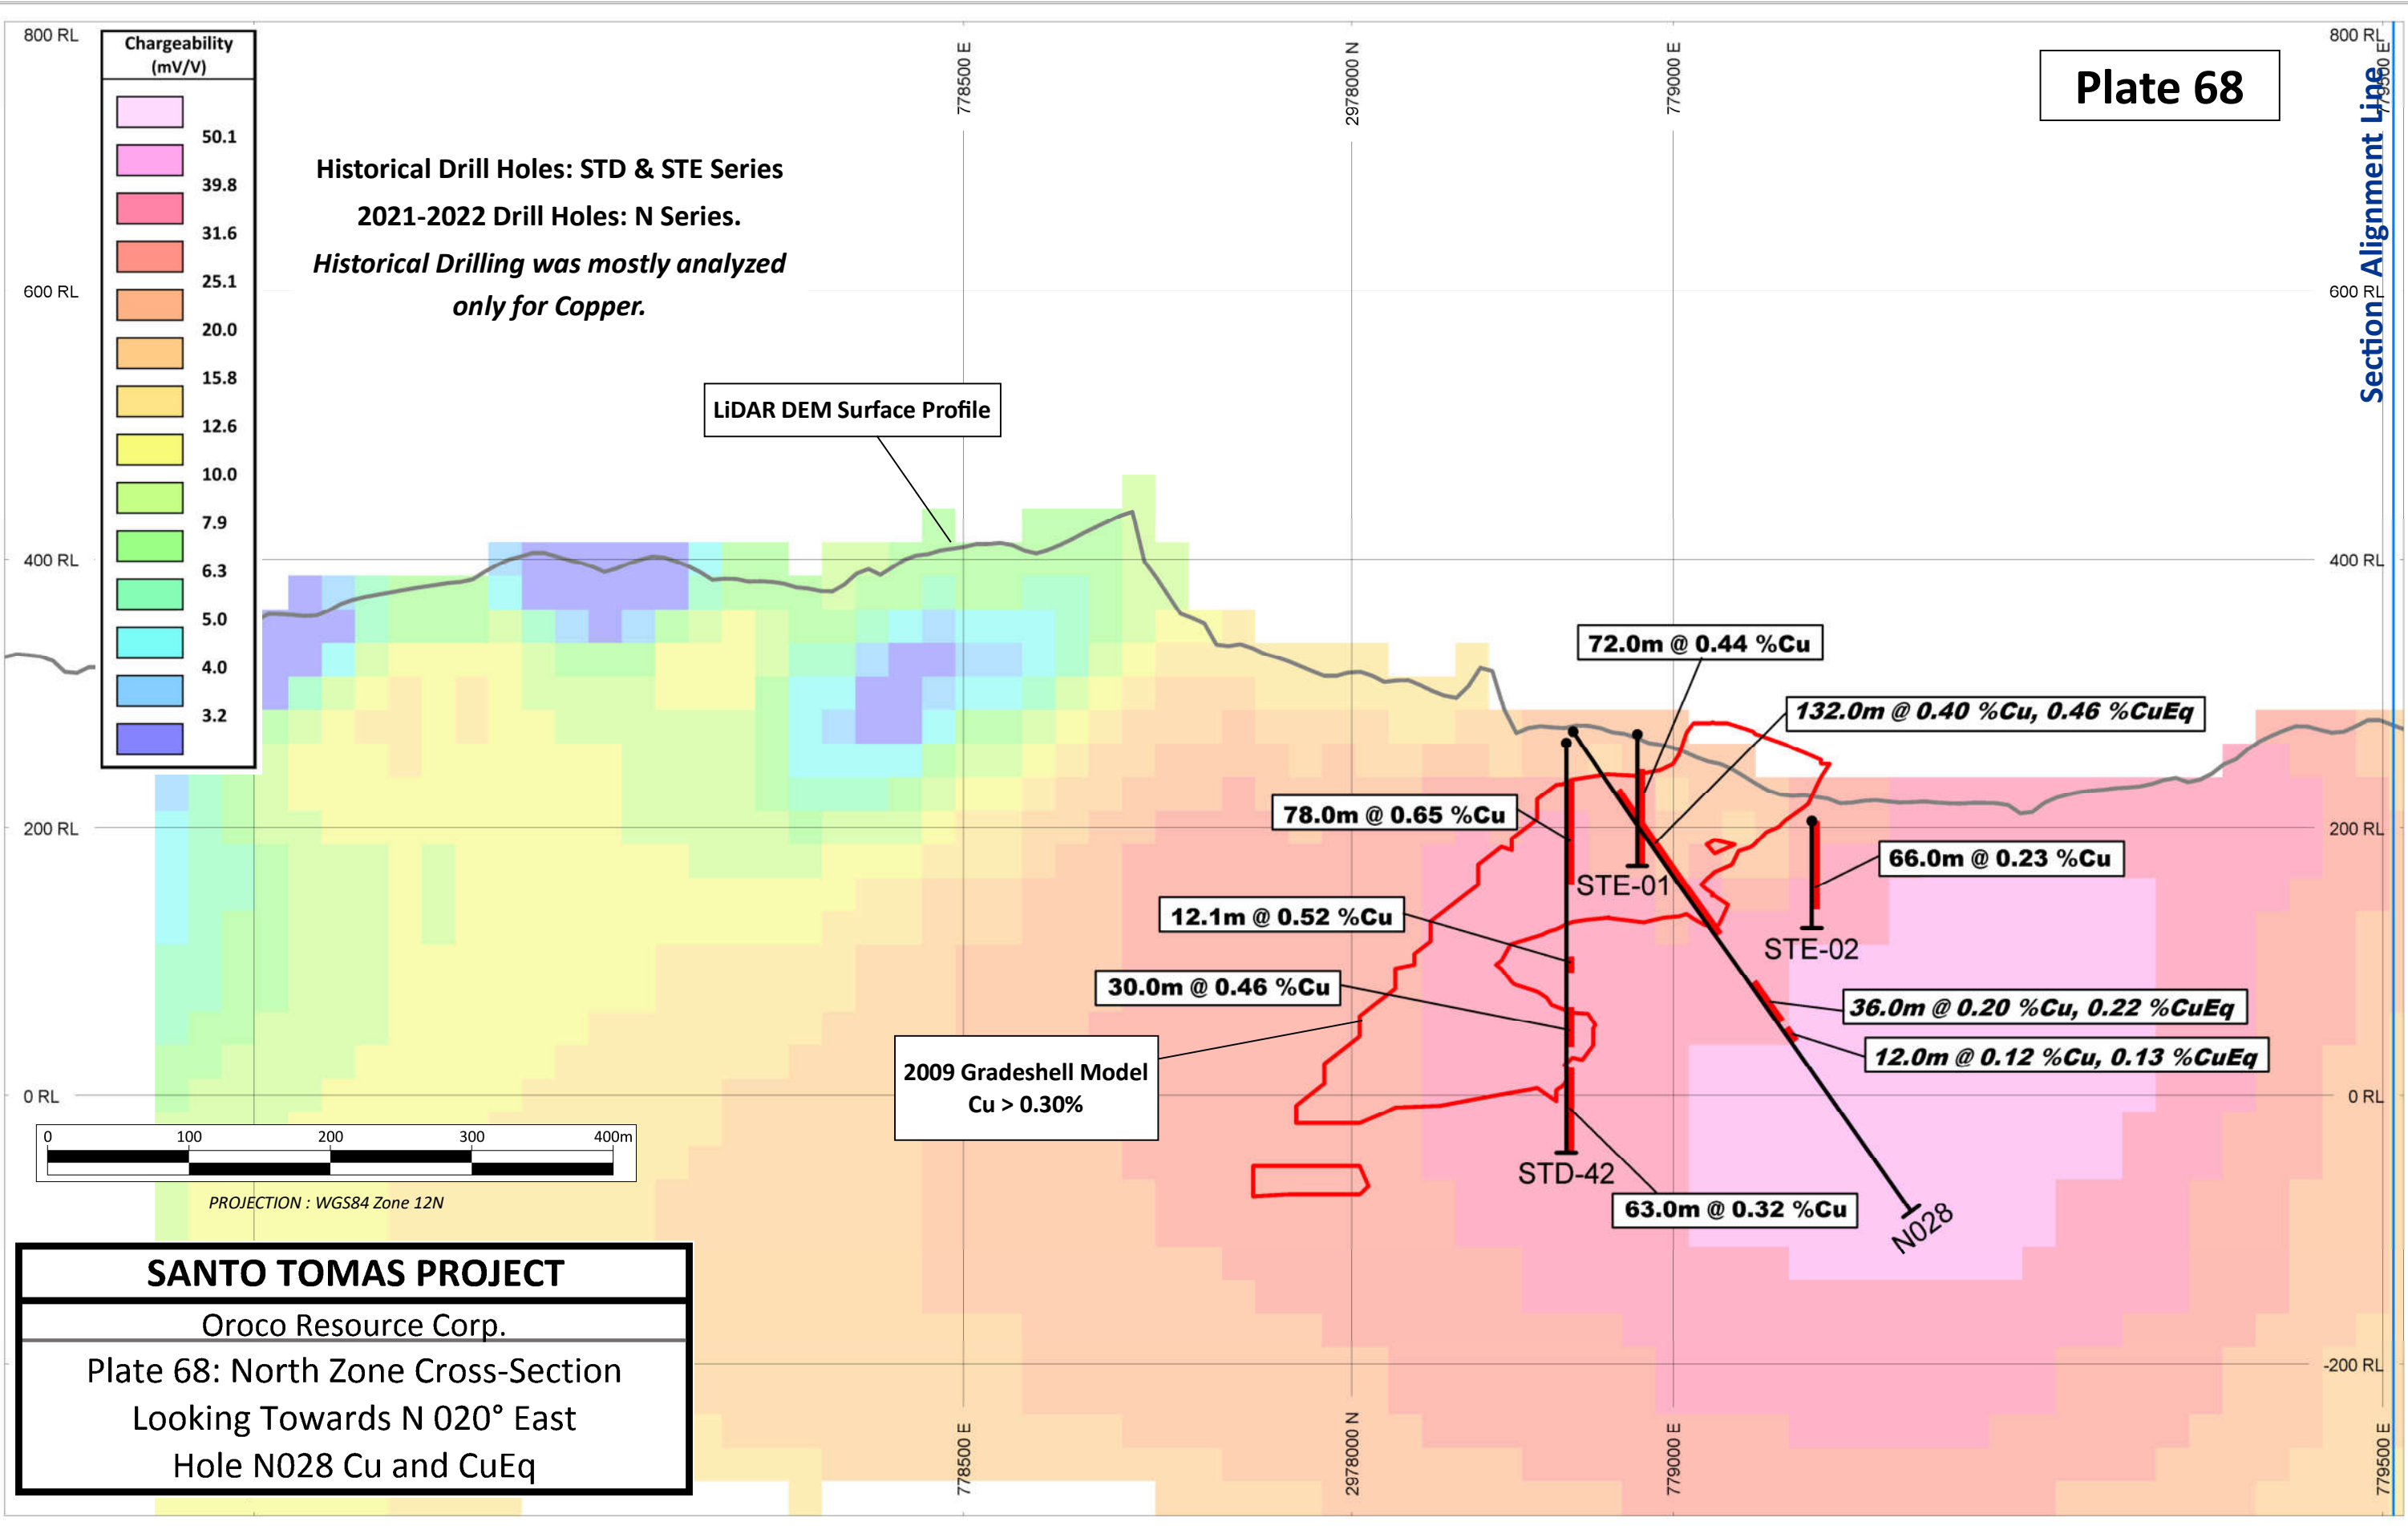 800 RL
Chargeability
(mV/V)
50.1
39.8
31.6
25.1
20.0
15.8
12.6
10.0
7.9
6.3
5.0
4.0
3.2
Historical Drill Holes: STD & STE Series
2021-2022 Drill Holes: N Series.
Historical Drilling was mostly analyzed
only for Copper.
778500 E
2978000 N
779000 E
Plate 68
800 RL
779500 E
Section Alignment Line
600 RL
600 RL
LiDAR DEM Surface Profile
400 RL
400 RL
72.0m @ 0.44 %Cu
132.0m @ 0.40 %Cu, 0.46 %CuEq
78.0m @ 0.65 %Cu
200 RL
200 RL
66.0m @ 0.23 %Cu
STE-01
12.1m @ 0.52 %Cu
STE-02
30.0m @ 0.46 %Cu
36.0m @ 0.20 %Cu, 0.22 %CuEq
12.0m @ 0.12 %Cu, 0.13 %CuEq
2009 Gradeshell Model
Cu > 0.30%
0 RL
0 RL
0 100 200 300 400m
PROJECTION : WGS84 Zone 12N
STD-42
63.0m @ 0.32 %Cu
N028
SANTO TOMAS PROJECT
Oroco Resource Corp.
Plate 68: North Zone Cross-Section
Looking Towards N 020° East
Hole N028 Cu and CuEq
-200 RL
778500 E
2978000 N
779000 E
779500 E